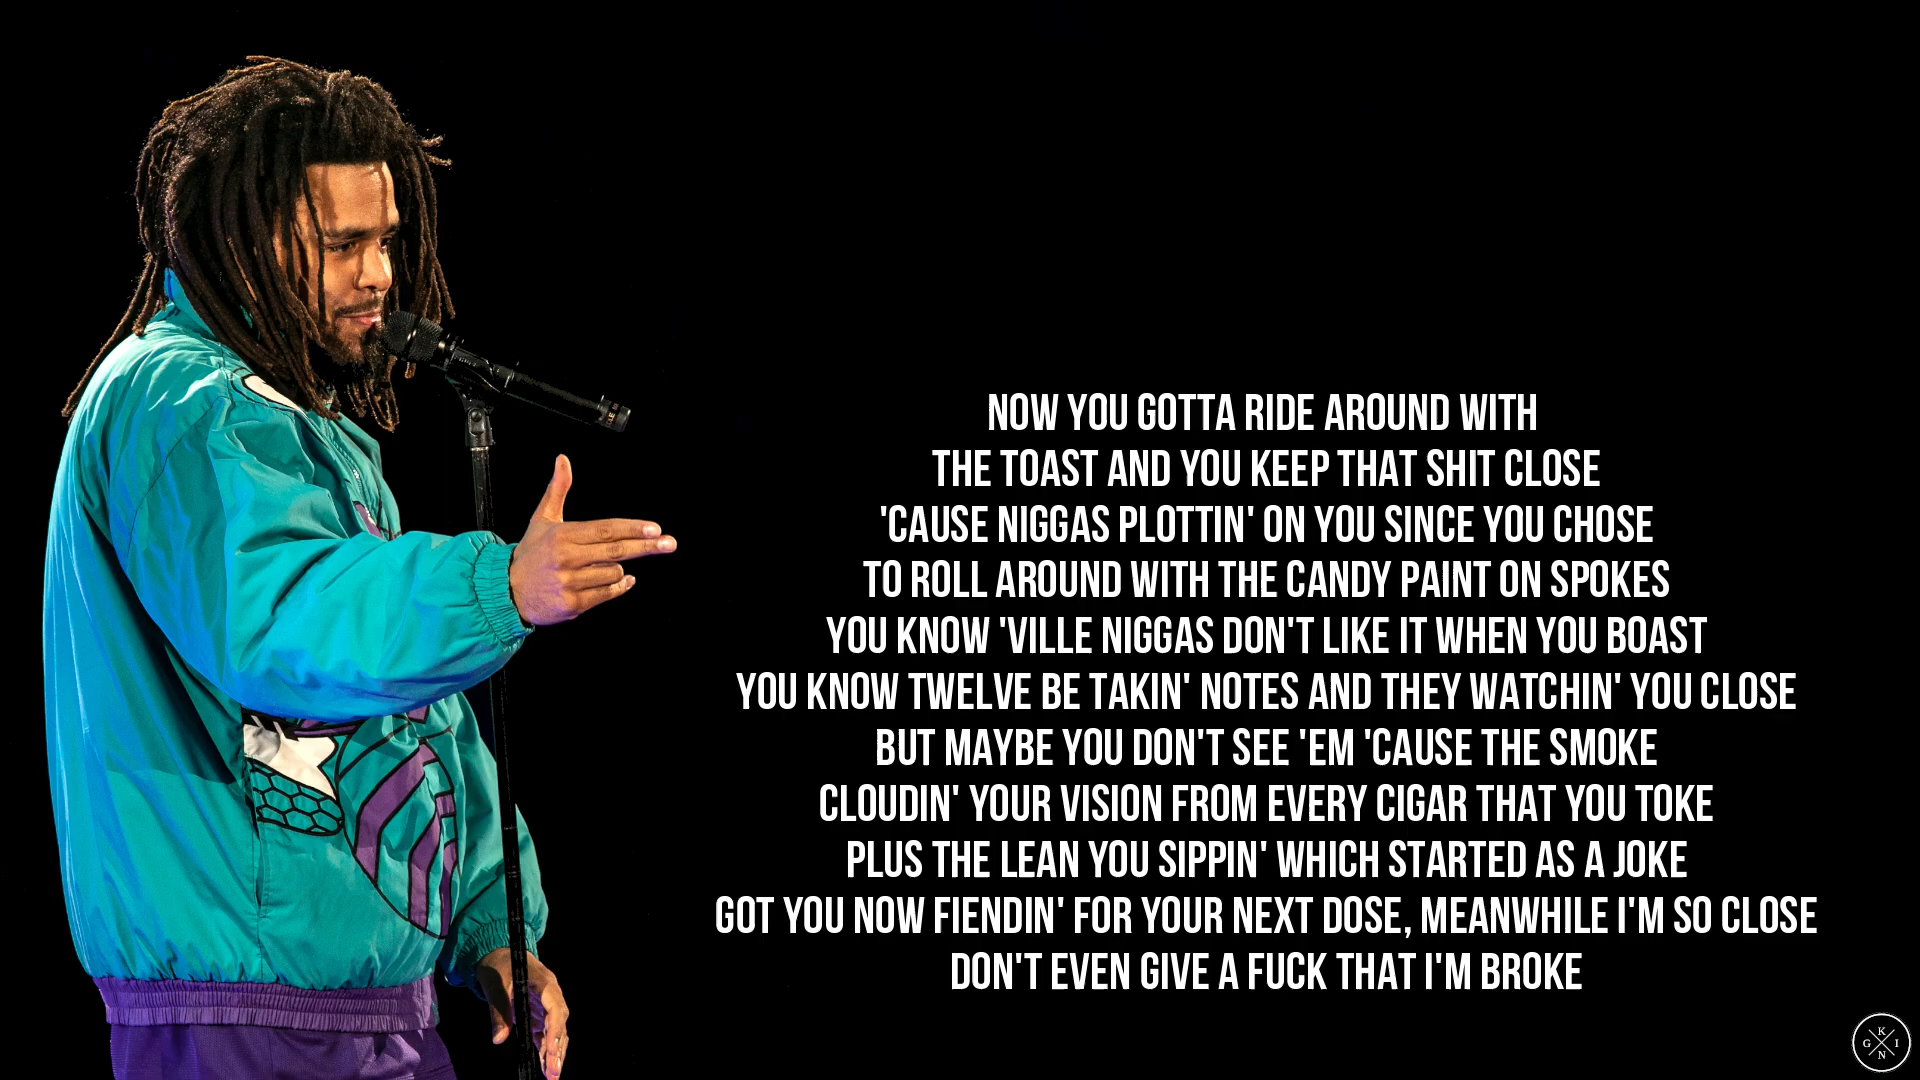 NOW YOU GOTTA RIDE AROUND WITH
THE TOAST AND YOU KEEP THAT SHIT CLOSE
'CAUSE NIGGAS PLOTTIN' ON YOU SINCE YOU CHOSE
TO ROLL AROUND WITH THE CANDY PAINT ON SPOKES
YOU KNOW 'VILLE NIGGAS DON'T LIKE IT WHEN YOU BOAST
YOU KNOW TWELVE BE TAKIN' NOTES AND THEY WATCHIN' YOU CLOSE
BUT MAYBE YOU DON'T SEE 'EM 'CAUSE THE SMOKE
CLOUDIN' YOUR VISION FROM EVERY CIGAR THAT YOU TOKE
PLUS THE LEAN YOU SIPPIN' WHICH STARTED AS A JOKE
GOT YOU NOW FIENDIN' FOR YOUR NEXT DOSE, MEANWHILE I'M SO CLOSE
DON'T EVEN GIVE A FUCK THAT I'M BROKE
K
G I
N